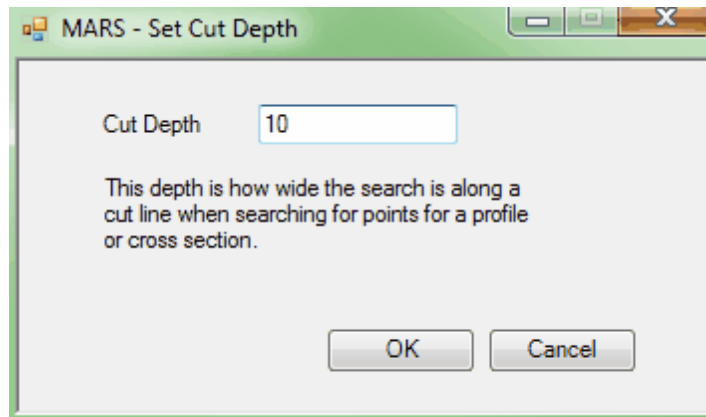 MARS - Set Cut Depth
Cut Depth 10
This depth is how wide the search is along a
cut line when searching for points for a profile
or cross section.
OK Cancel